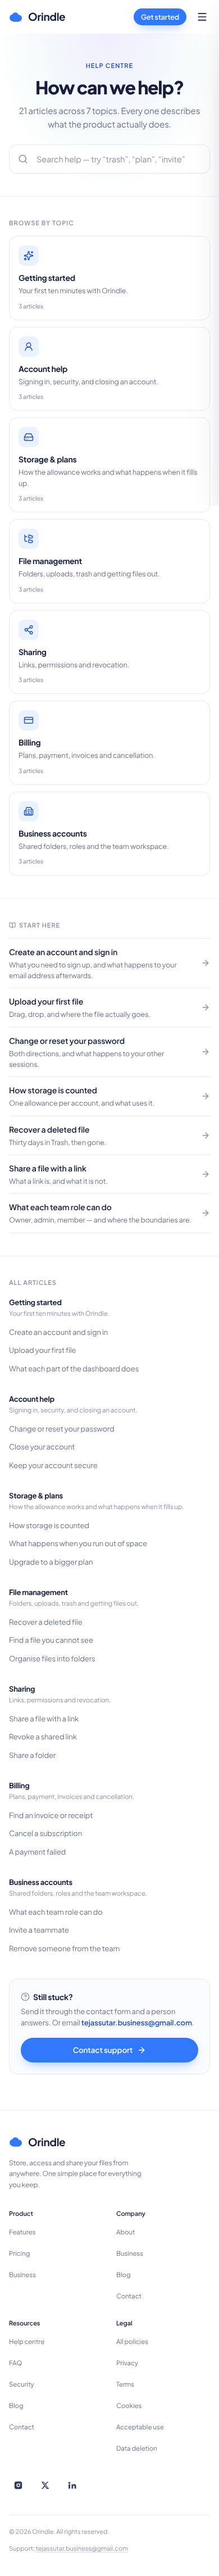 Orindle
Get started
HELP CENTRE
How can we help?
21 articles across 7 topics. Every one describes
what the product actually does.
Search help — try "trash", "plan", "invite"
BROWSE BY TOPIC
Getting started
Your first ten minutes with Orindle.
3 articles
Account help
Signing in, security, and closing an account.
3 articles
Storage & plans
How the allowance works and what happens when it fills
up.
3 articles
File management
Folders, uploads, trash and getting files out.
3 articles
Sharing
Links, permissions and revocation.
3 articles
Billing
Plans, payment, invoices and cancellation.
3 articles
Business accounts
Shared folders, roles and the team workspace.
3 articles
START HERE
Create an account and sign in
What you need to sign up, and what happens to your
email address afterwards.
Upload your first file
Drag, drop, and where the file actually goes.
Change or reset your password
Both directions, and what happens to your other
sessions.
How storage is counted
One allowance per account, and what uses it.
Recover a deleted file
Thirty days in Trash, then gone.
Share a file with a link
What a link is, and what it is not.
What each team role can do
Owner, admin, member — and where the boundaries are.
ALL ARTICLES
Getting started
Your first ten minutes with Orindle.
Create an account and sign in
Upload your first file
What each part of the dashboard does
Account help
Signing in, security, and closing an account.
Change or reset your password
Close your account
Keep your account secure
Storage & plans
How the allowance works and what happens when it fills up.
How storage is counted
What happens when you run out of space
Upgrade to a bigger plan
File management
Folders, uploads, trash and getting files out.
Recover a deleted file
Find a file you cannot see
Organise files into folders
Sharing
Links, permissions and revocation.
Share a file with a link
Revoke a shared link
Share a folder
Billing
Plans, payment, invoices and cancellation.
Find an invoice or receipt
Cancel a subscription
A payment failed
Business accounts
Shared folders, roles and the team workspace.
What each team role can do
Invite a teammate
Remove someone from the team
Still stuck?
Send it through the contact form and a person
answers. Or email tejassutar.business@gmail.com.
Contact support
Orindle
Store, access and share your files from
anywhere. One simple place for everything
you keep.
Product
Company
Features
About
Pricing
Business
Business
Blog
Contact
Resources
Legal
Help centre
All policies
FAQ
Privacy
Security
Terms
Blog
Cookies
Contact
Acceptable use
Data deletion
© 2026 Orindle. All rights reserved.
Support: tejassutar.business@gmail.com